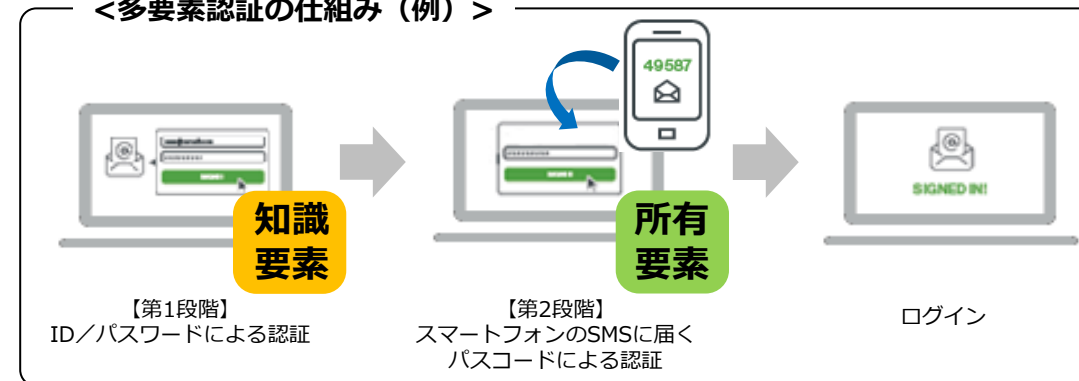 <多要素認証の仕組み（例）>
49587
知識
要素
所有
要素
SIGNED IN!
【第1段階】
ID／パスワードによる認証
【第2段階】
スマートフォンのSMSに届く
パスコードによる認証
ログイン